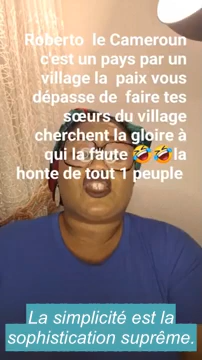 Roberto  le Cameroun
c'est un pays par un
village la  paix vous
dépasse de  faire tes
sœurs du village
cherchent la gloire à
qui la faute 🤣🤣la
honte de tout 1 peuple
La simplicité est la
sophistication suprême.